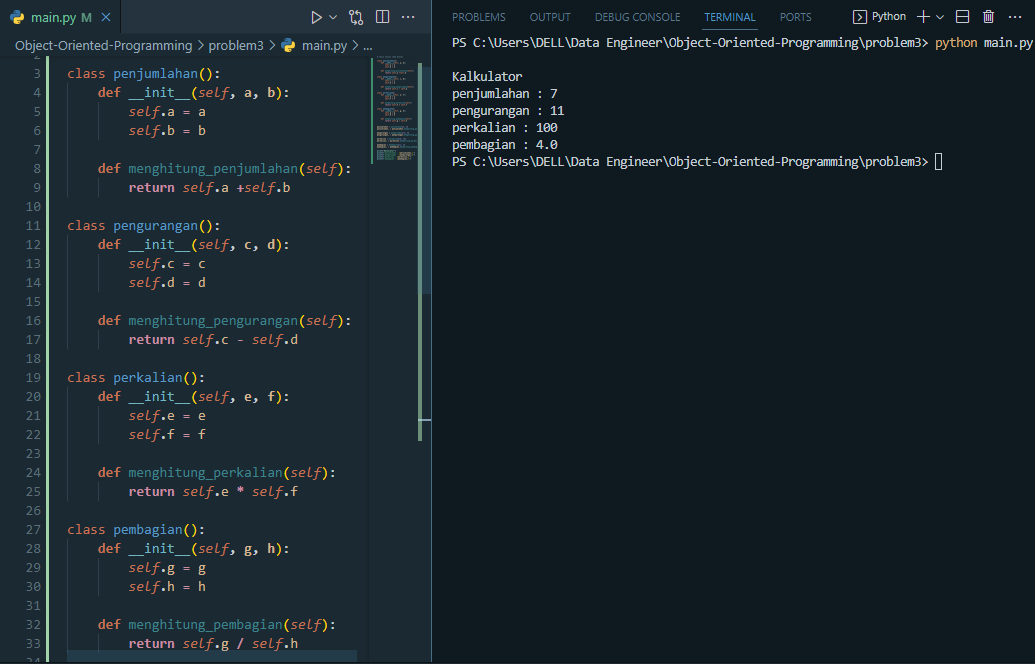 main.py M
Object-Oriented-Programming > problem3 > main.py > ...
3 class penjumlahan():
4 def __init__(self, a, b):
5 self.a = a
6 self.b = b
7
8 def menghitung_penjumlahan(self):
9 return self.a +self.b
10
11 class pengurangan():
12 def __init__(self, c, d):
13 self.c = c
14 self.d = d
15
16 def menghitung_pengurangan(self):
17 return self.c - self.d
18
19 class perkalian():
20 def __init__(self, e, f):
21 self.e = e
22 self.f = f
23
24 def menghitung_perkalian(self):
25 return self.e * self.f
26
27 class pembagian():
28 def __init__(self, g, h):
29 self.g = g
30 self.h = h
31
32 def menghitung_pembagian(self):
33 return self.g / self.h
PROBLEMS OUTPUT DEBUG CONSOLE TERMINAL PORTS Python
PS C:\Users\DELL\Data Engineer\Object-Oriented-Programming\problem3> python main.py
Kalkulator
penjumlahan : 7
pengurangan : 11
perkalian : 100
pembagian : 4.0
PS C:\Users\DELL\Data Engineer\Object-Oriented-Programming\problem3>